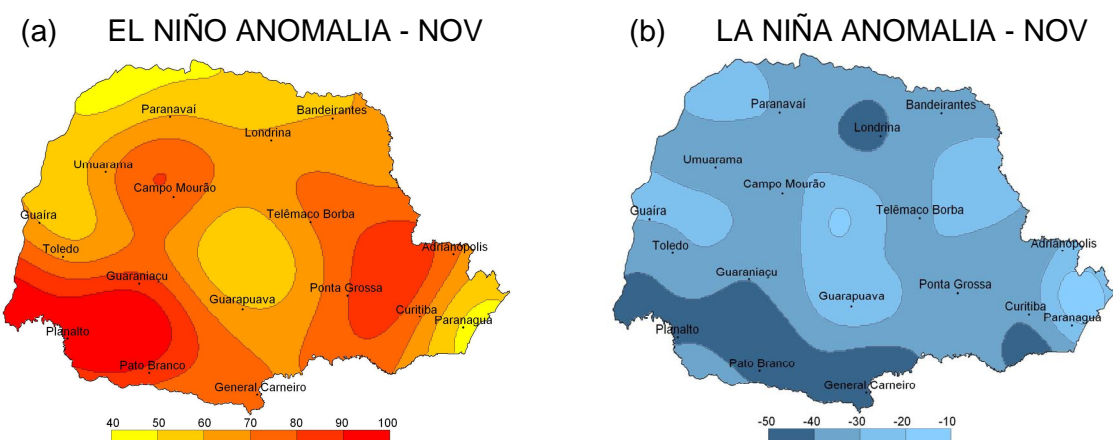 (a) EL NIÑO ANOMALIA - NOV
Paranavaí
Bandeirantes
Londrina
Umuarama
Campo Mourão
Guaíra
Telêmaco Borba
Toledo
Adrianópolis
Guaraniaçu
Ponta Grossa
Guarapuava
Curitiba
Paranaguá
Planalto
Pato Branco
General Carneiro
40 50 60 70 80 90 100
(b) LA NIÑA ANOMALIA - NOV
Paranavaí
Bandeirantes
Londrina
Umuarama
Campo Mourão
Guaíra
Telêmaco Borba
Toledo
Adrianópolis
Guaraniaçu
Ponta Grossa
Guarapuava
Curitiba
Paranaguá
Planalto
Pato Branco
General Carneiro
-50 -40 -30 -20 -10